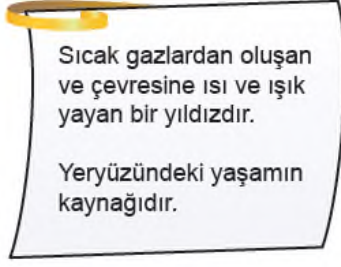 Sıcak gazlardan oluşan
ve çevresine ısı ve ışık
yayan bir yıldızdır.
Yeryüzündeki yaşamın
kaynağıdır.